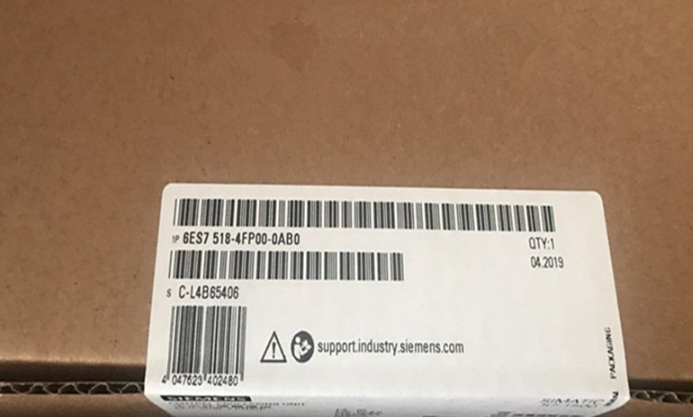 1P 6ES7 518-4FP00-0AB0
QTY:1
04.2019
S C-L4B65406
support.industry.siemens.com
4 047623 402480
PACKAGING
SIEMENS
SIMATIC